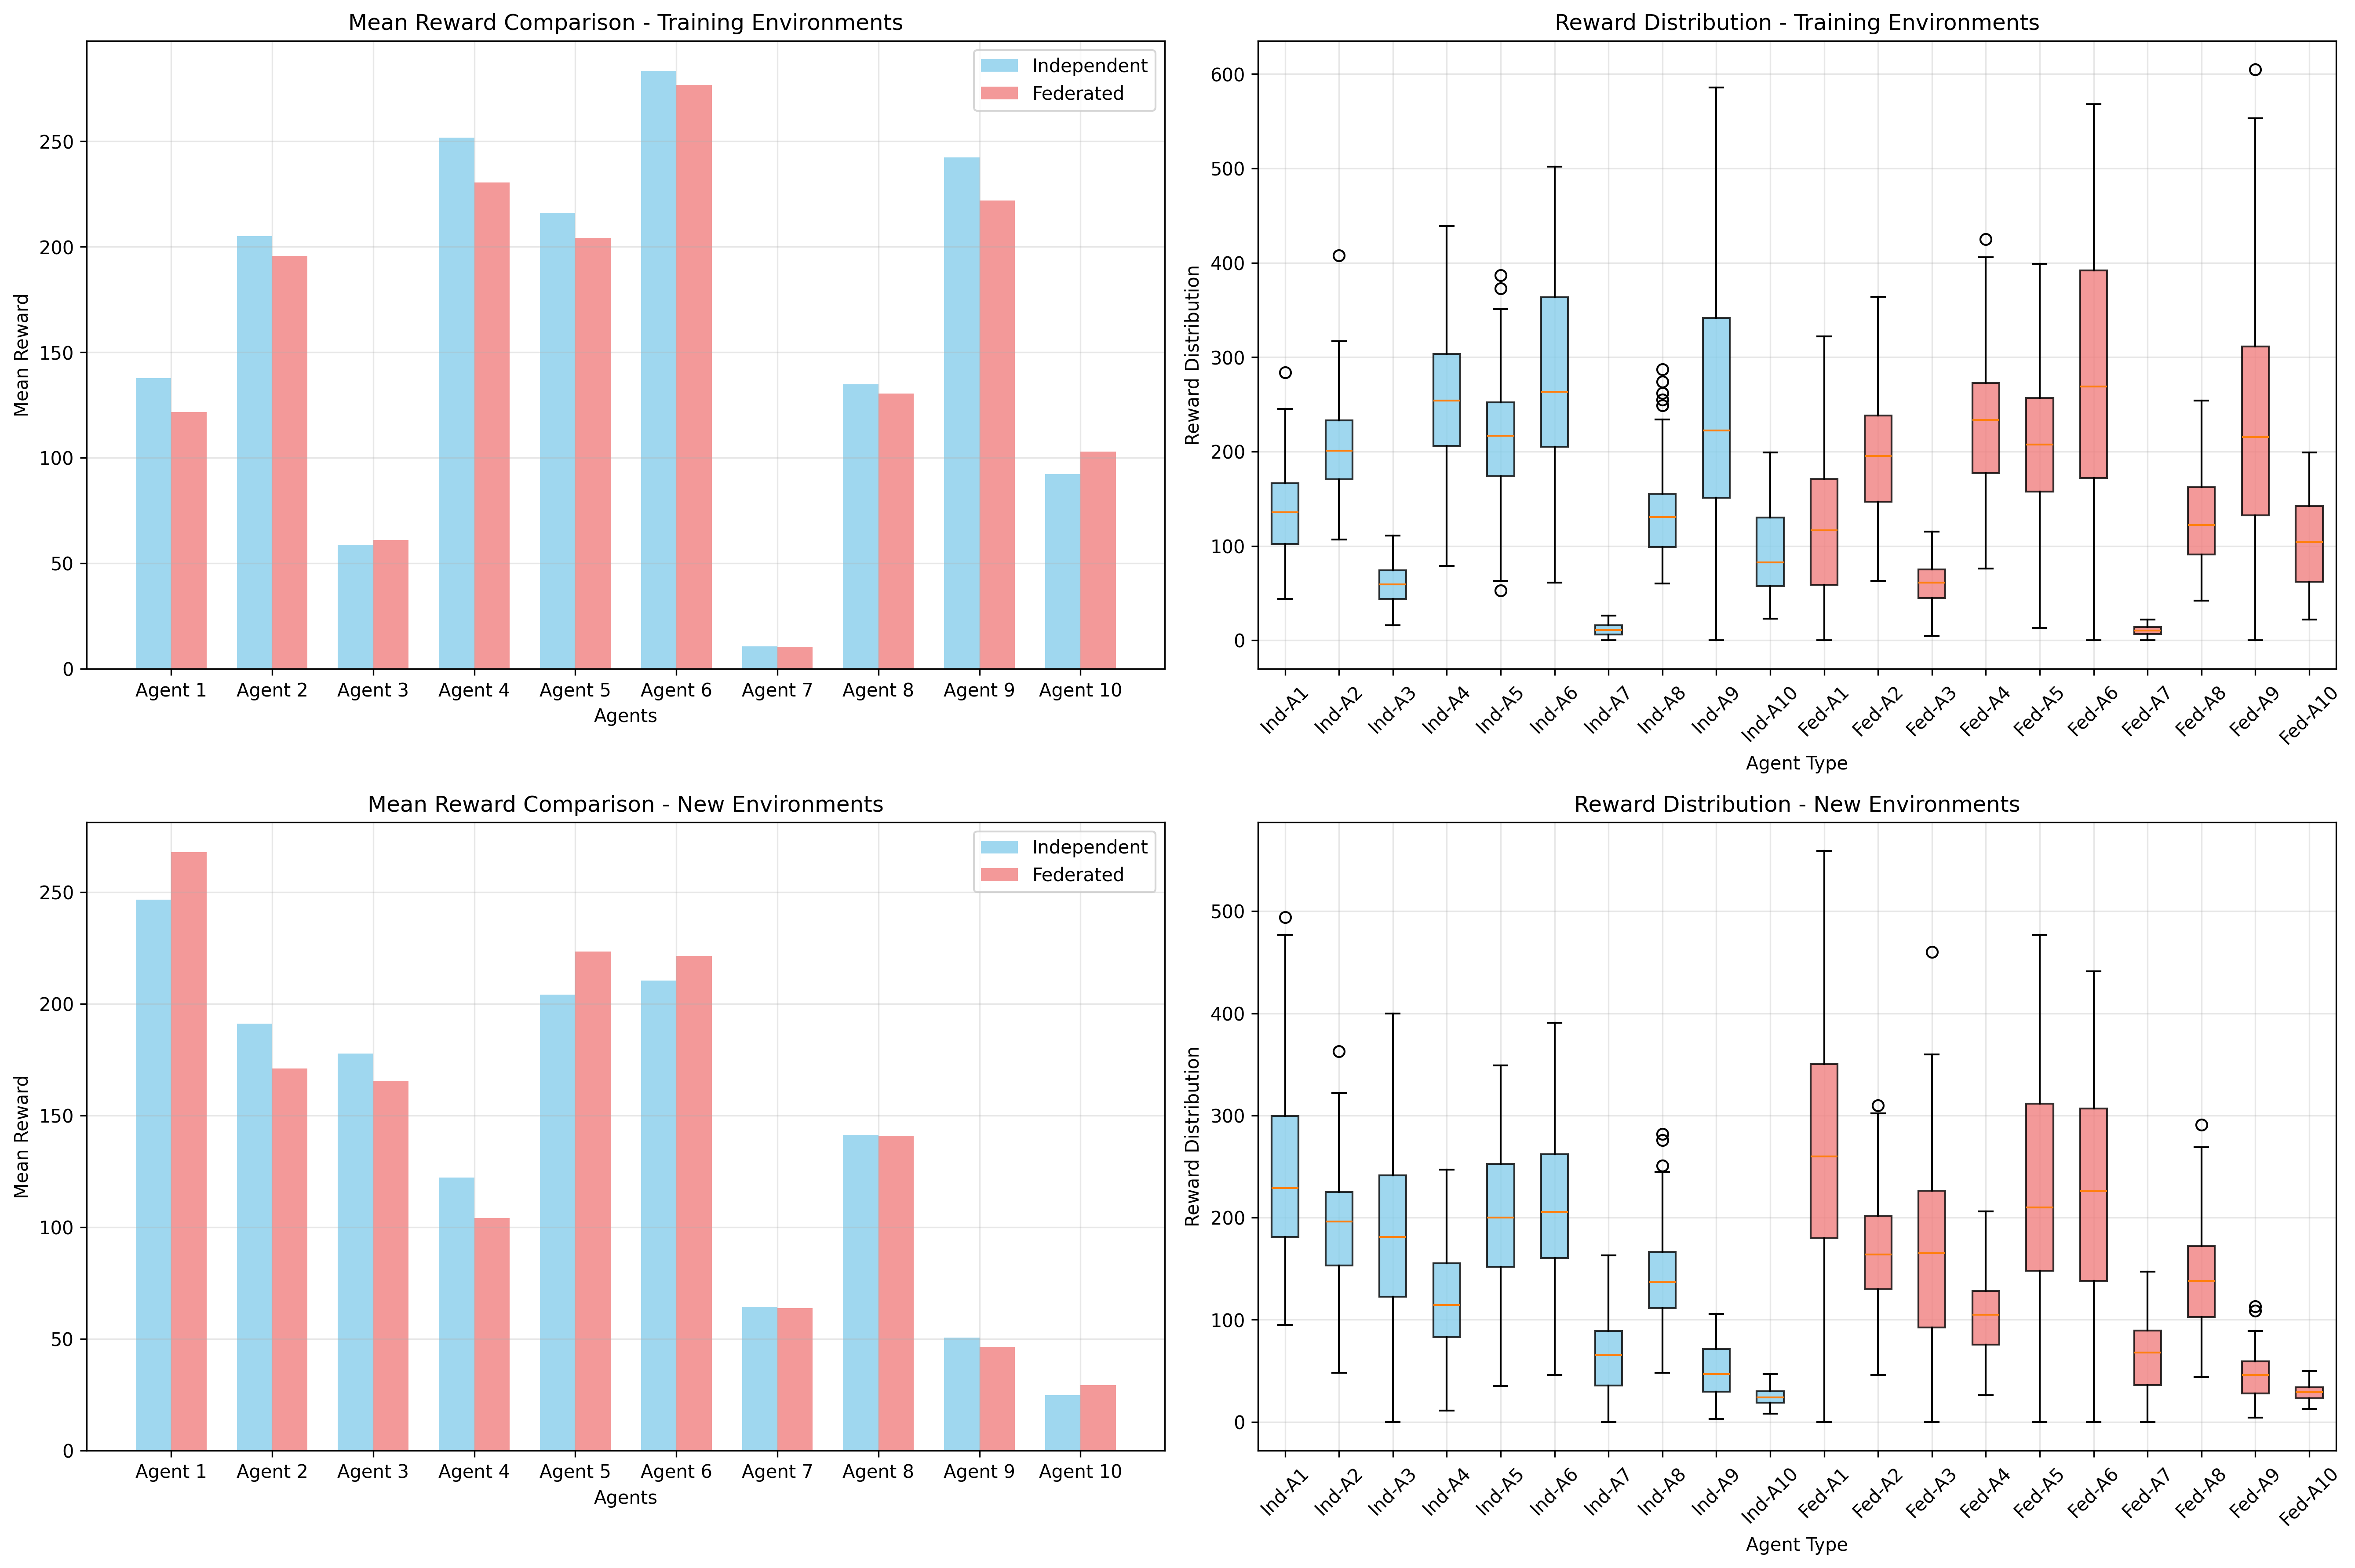 Mean Reward Comparison - Training Environments
Mean Reward
250
200
150
100
50
0
Independent
Federated
Agent 1 Agent 2 Agent 3 Agent 4 Agent 5 Agent 6 Agent 7 Agent 8 Agent 9 Agent 10
Agents
Reward Distribution - Training Environments
Reward Distribution
600
500
400
300
200
100
0
Ind-A1 Ind-A2 Ind-A3 Ind-A4 Ind-A5 Ind-A6 Ind-A7 Ind-A8 Ind-A9 Ind-A10 Fed-A1 Fed-A2 Fed-A3 Fed-A4 Fed-A5 Fed-A6 Fed-A7 Fed-A8 Fed-A9 Fed-A10
Agent Type
Mean Reward Comparison - New Environments
Mean Reward
250
200
150
100
50
0
Independent
Federated
Agent 1 Agent 2 Agent 3 Agent 4 Agent 5 Agent 6 Agent 7 Agent 8 Agent 9 Agent 10
Agents
Reward Distribution - New Environments
Reward Distribution
500
400
300
200
100
0
Ind-A1 Ind-A2 Ind-A3 Ind-A4 Ind-A5 Ind-A6 Ind-A7 Ind-A8 Ind-A9 Ind-A10 Fed-A1 Fed-A2 Fed-A3 Fed-A4 Fed-A5 Fed-A6 Fed-A7 Fed-A8 Fed-A9 Fed-A10
Agent Type